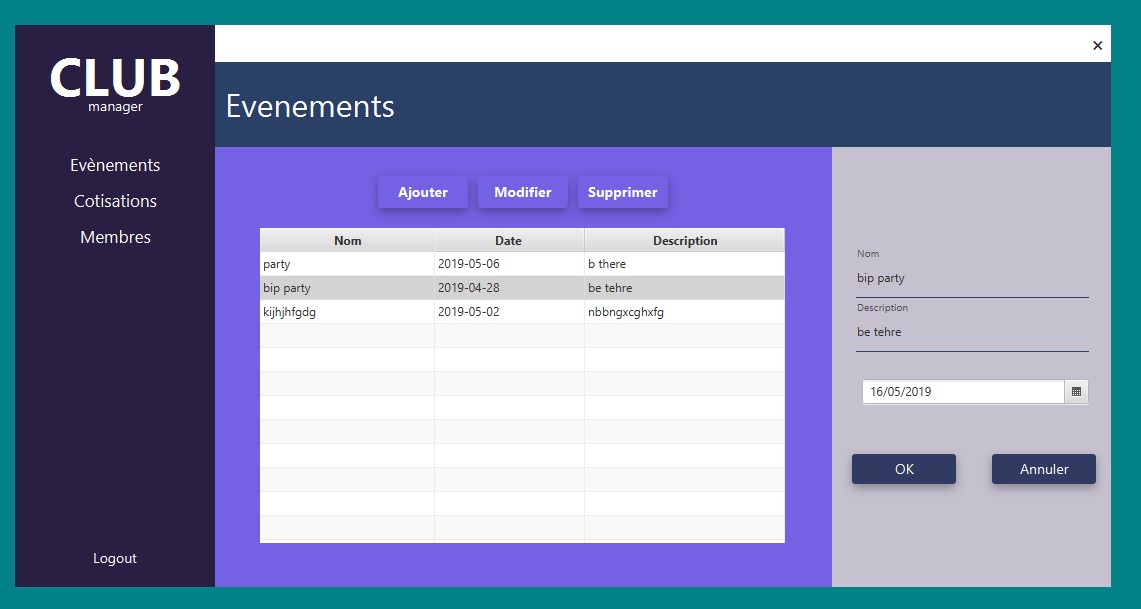 CLUB
manager
Evènements
Cotisations
Membres
Logout
×
Evenements
Ajouter Modifier Supprimer
Nom Date Description
party 2019-05-06 b there
bip party 2019-04-28 be tehre
kijhjhfgdg 2019-05-02 nbbngxcghxfg
Nom
bip party
Description
be tehre
16/05/2019
OK Annuler